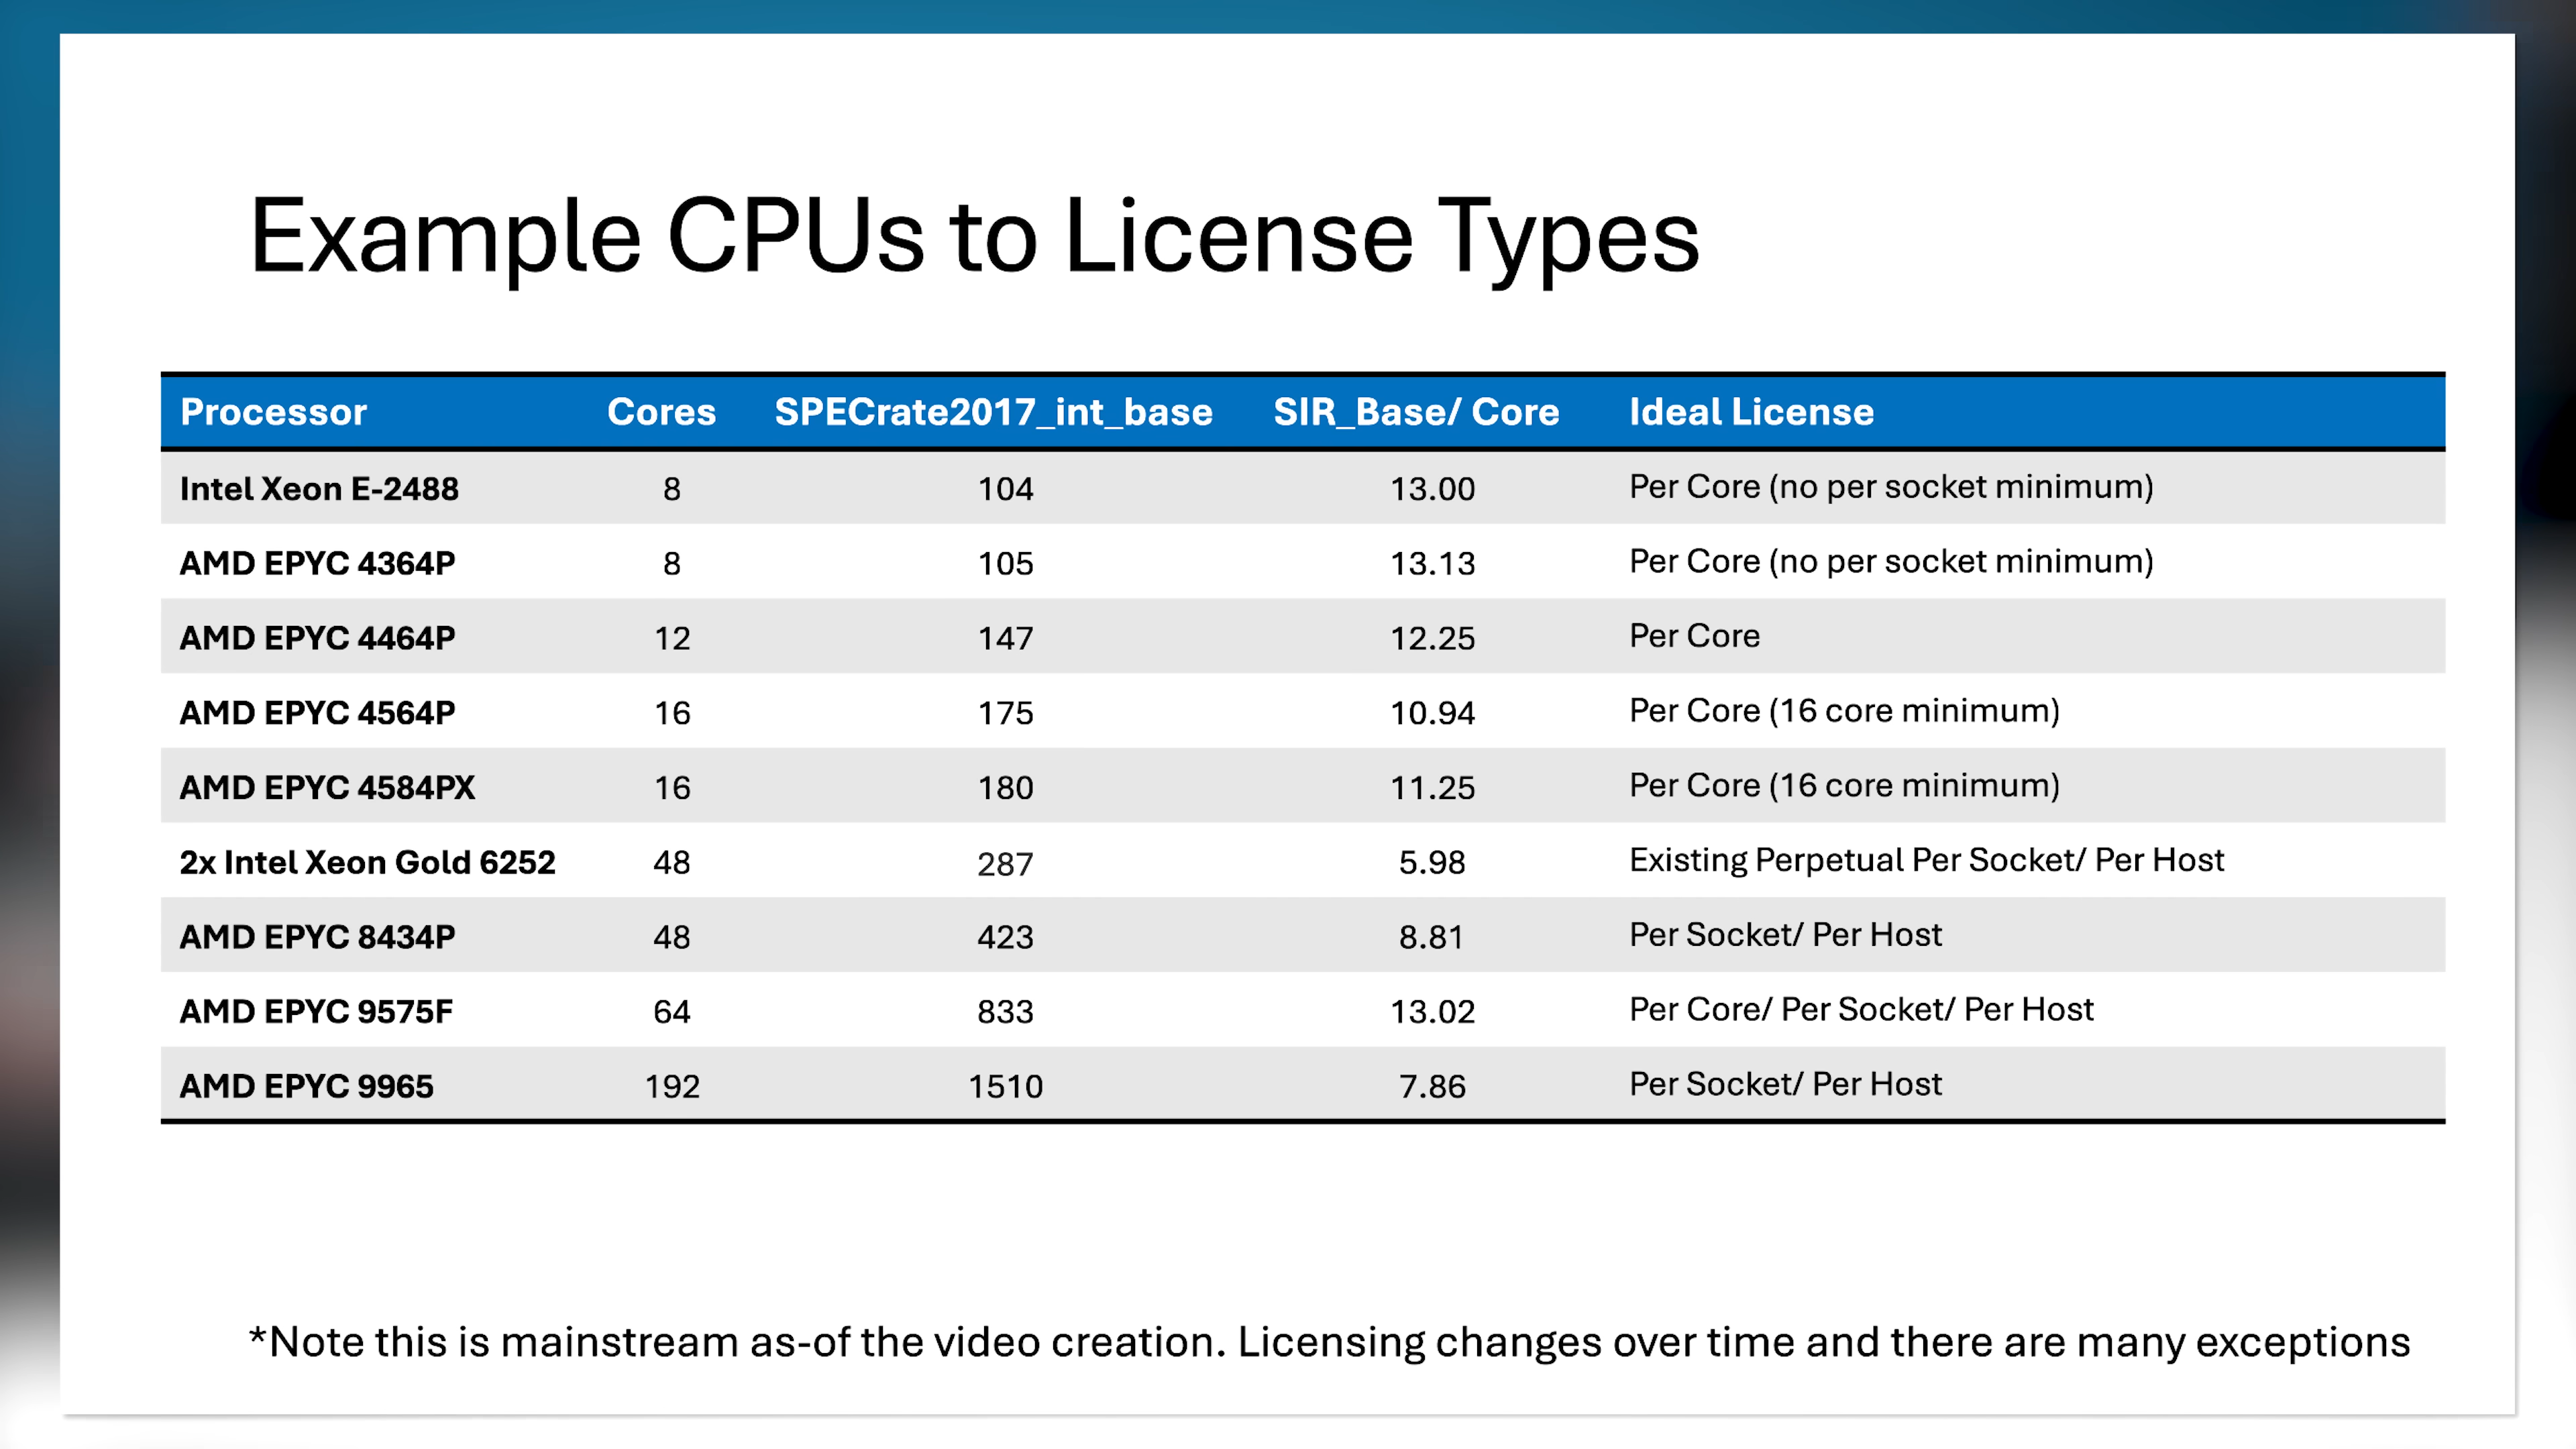 Example CPUs to License Types
Processor Cores SPECrate2017_int_base SIR_Base/ Core Ideal License
Intel Xeon E-2488 8 104 13.00 Per Core (no per socket minimum)
AMD EPYC 4364P 8 105 13.13 Per Core (no per socket minimum)
AMD EPYC 4464P 12 147 12.25 Per Core
AMD EPYC 4564P 16 175 10.94 Per Core (16 core minimum)
AMD EPYC 4584PX 16 180 11.25 Per Core (16 core minimum)
2x Intel Xeon Gold 6252 48 287 5.98 Existing Perpetual Per Socket/ Per Host
AMD EPYC 8434P 48 423 8.81 Per Socket/ Per Host
AMD EPYC 9575F 64 833 13.02 Per Core/ Per Socket/ Per Host
AMD EPYC 9965 192 1510 7.86 Per Socket/ Per Host
*Note this is mainstream as-of the video creation. Licensing changes over time and there are many exceptions